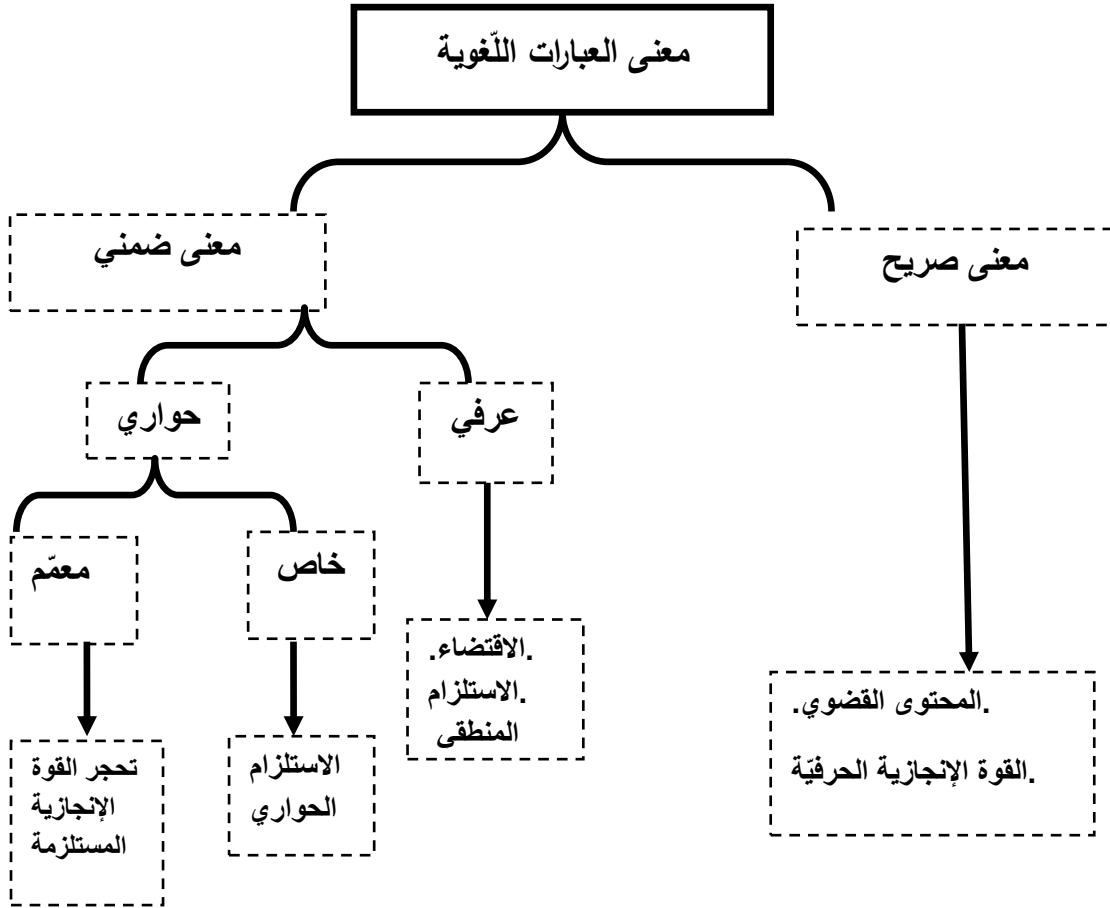 معنى العبارات اللّغوية
معنى صريح
معنى ضمني
عرفي
حواري
خاص
معمّم
.الاقتضاء.
.الاستلزام
المنطقى
.المحتوى القضوي.
.القوة الإنجازية الحرفيّة
الاستلزام
الحواري
تحجر القوة
الإنجازية
المستلزمة